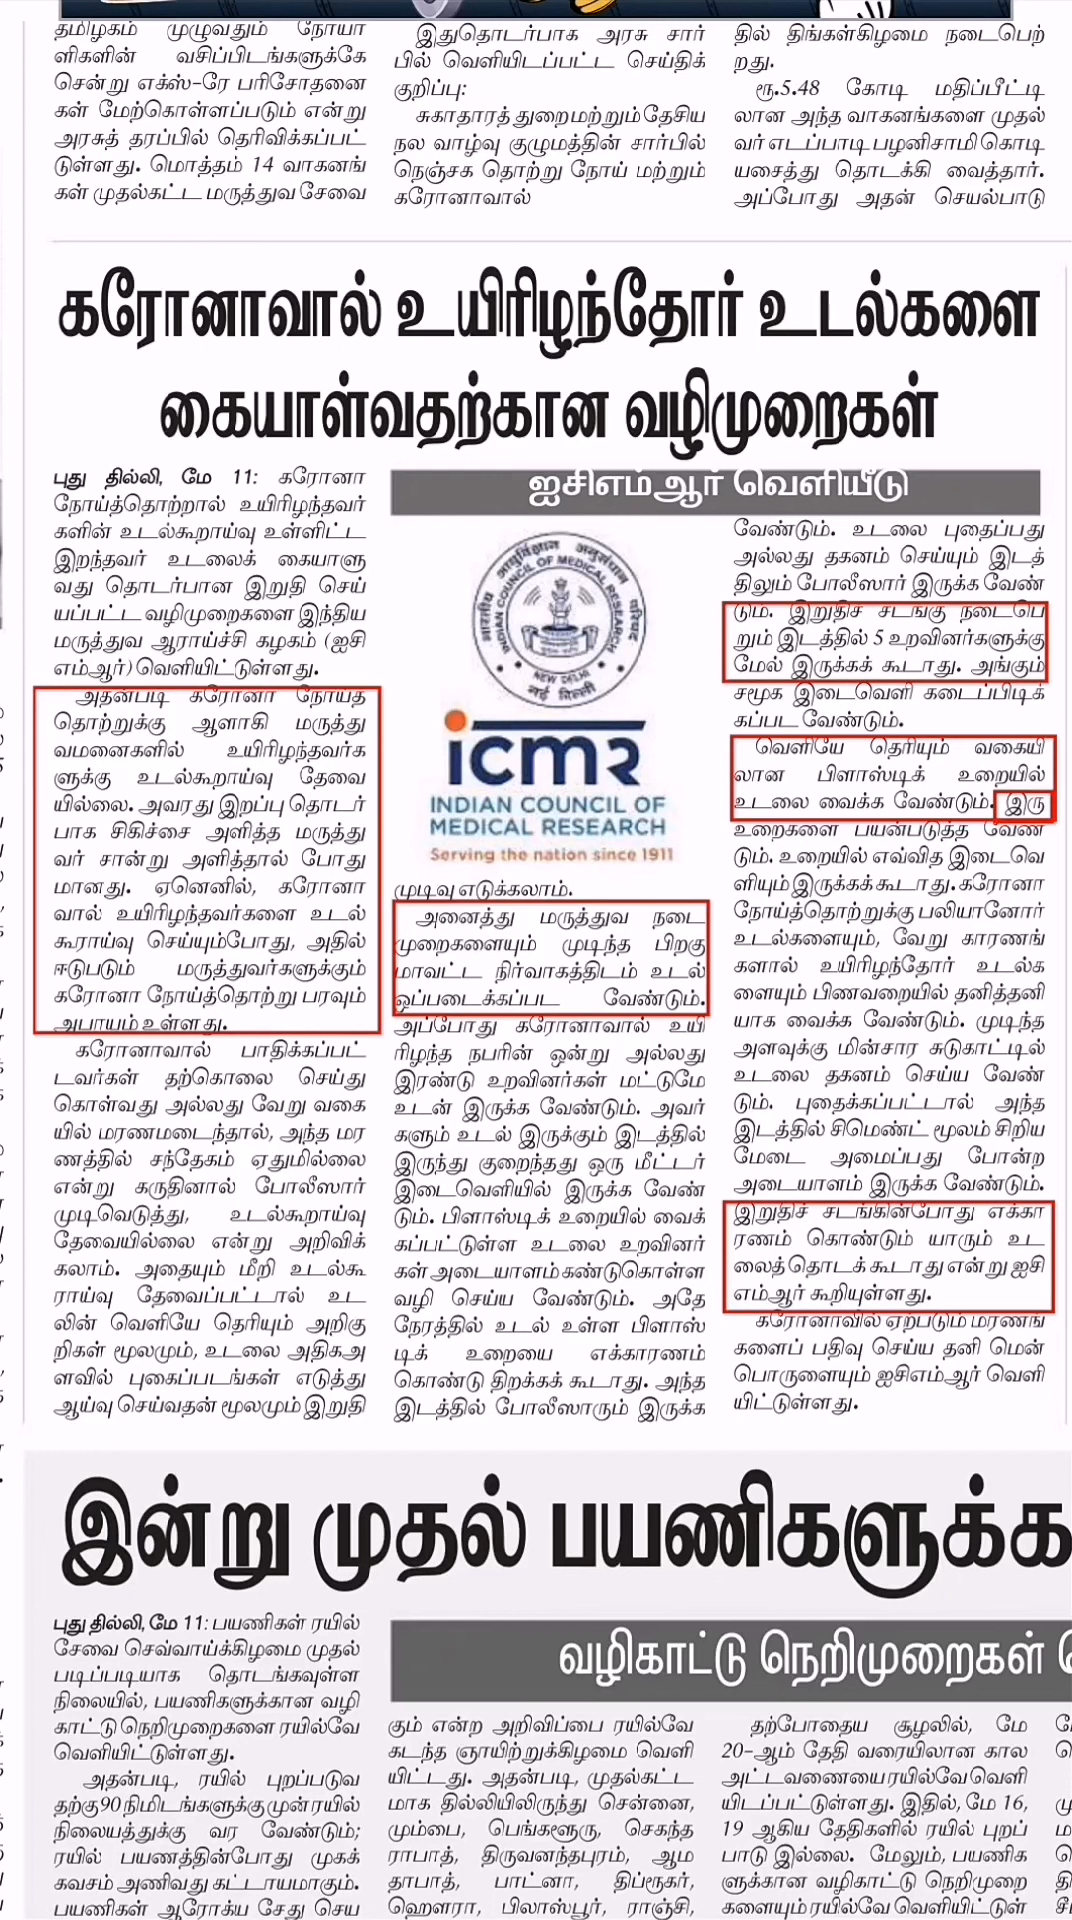 தமிழகம் முழுவதும் நோயா
ளிகளின் வசிப்பிடங்களுக்கே
சென்று எக்ஸ்-ரே பரிசோதனை
கள் மேற்கொள்ளப்படும் என்று
அரசுத் தரப்பில் தெரிவிக்கப்பட்
டுள்ளது. மொத்தம் 14 வாகனங்
கள் முதல்கட்ட மருத்துவ சேவை
இதுதொடர்பாக அரசு சார்
பில் வெளியிடப்பட்ட செய்திக்
குறிப்பு:
சுகாதாரத் துறை மற்றும் தேசிய
நல வாழ்வு குழுமத்தின் சார்பில்
நெஞ்சக தொற்று நோய் மற்றும்
கரோனாவால்
தில் திங்கள்கிழமை நடைபெற்
றது.
ரூ.5.48 கோடி மதிப்பீட்டி
லான அந்த வாகனங்களை முதல்
வர் எடப்பாடி பழனிசாமி கொடி
யசைத்து தொடக்கி வைத்தார்.
அப்போது அதன் செயல்பாடு
கரோனாவால் உயிரிழந்தோர் உடல்களை
கையாள்வதற்கான வழிமுறைகள்
ஐசிஎம்ஆர் வெளியீடு
புது தில்லி, மே 11: கரோனா
நோய்த்தொற்றால் உயிரிழந்தவர்
களின் உடல்கூறாய்வு உள்ளிட்ட
இறந்தவர் உடலைக் கையாளு
வது தொடர்பான இறுதி செய்
யப்பட்ட வழிமுறைகளை இந்திய
மருத்துவ ஆராய்ச்சி கழகம் (ஐசி
எம்ஆர்) வெளியிட்டுள்ளது.
அதன்படி கரோனா நோயத்
தொற்றுக்கு ஆளாகி மருத்து
வமனைகளில் உயிரிழந்தவர்க
ளுக்கு உடல்கூறாய்வு தேவை
யில்லை. அவரது இறப்பு தொடர்
பாக சிகிச்சை அளித்த மருத்து
வர் சான்று அளித்தால் போது
மானது. ஏனெனில், கரோனா
வால் உயிரிழந்தவர்களை உடல்
கூராய்வு செய்யும்போது, அதில்
ஈடுபடும் மருத்துவர்களுக்கும்
கரோனா நோய்த்தொற்று பரவும்
அபாயம் உள்ளது.
கரோனாவால் பாதிக்கப்பட்
டவர்கள் தற்கொலை செய்து
கொள்வது அல்லது வேறு வகை
யில் மரணமடைந்தால், அந்த மர
ணத்தில் சந்தேகம் ஏதுமில்லை
என்று கருதினால் போலீஸார்
முடிவெடுத்து, உடல்கூறாய்வு
தேவையில்லை என்று அறிவிக்
கலாம். அதையும் மீறி உடல்கூ
ராய்வு தேவைப்பட்டால் உட
லின் வெளியே தெரியும் அறிகு
றிகள் மூலமும், உடலை அதிகஅ
ளவில் புகைப்படங்கள் எடுத்து
ஆய்வு செய்வதன் மூலமும் இறுதி
INDIAN COUNCIL OF MEDICAL RESEARCH
NEW DELHI
नई दिल्ली
icmr
INDIAN COUNCIL OF
MEDICAL RESEARCH
Serving the nation since 1911
முடிவு எடுக்கலாம்.
அனைத்து மருத்துவ நடை
முறைகளையும் முடிந்த பிறகு
மாவட்ட நிர்வாகத்திடம் உடல்
ஒப்படைக்கப்பட வேண்டும்.
அப்போது கரோனாவால் உயி
ரிழந்த நபரின் ஒன்று அல்லது
இரண்டு உறவினர்கள் மட்டுமே
உடன் இருக்க வேண்டும். அவர்
களும் உடல் இருக்கும் இடத்தில்
இருந்து குறைந்தது ஒரு மீட்டர்
இடைவெளியில் இருக்க வேண்
டும். பிளாஸ்டிக் உறையில் வைக்
கப்பட்டுள்ள உடலை உறவினர்
கள் அடையாளம் கண்டுகொள்ள
வழி செய்ய வேண்டும். அதே
நேரத்தில் உடல் உள்ள பிளாஸ்
டிக் உறையை எக்காரணம்
கொண்டு திறக்கக் கூடாது. அந்த
இடத்தில் போலீஸாரும் இருக்க
வேண்டும். உடலை புதைப்பது
அல்லது தகனம் செய்யும் இடத்
திலும் போலீஸார் இருக்க வேண்
டும். இறுதிச் சடங்கு நடைபெ
றும் இடத்தில் 5 உறவினர்களுக்கு
மேல் இருக்கக் கூடாது. அங்கும்
சமூக இடைவெளி கடைப்பிடிக்
கப்பட வேண்டும்.
வெளியே தெரியும் வகையி
லான பிளாஸ்டிக் உறையில்
உடலை வைக்க வேண்டும். இரு
உறைகளை பயன்படுத்த வேண்
டும். உறையில் எவ்வித இடைவெ
ளியும் இருக்கக் கூடாது. கரோனா
நோய்த்தொற்றுக்கு பலியானோர்
உடல்களையும், வேறு காரணங்
களால் உயிரிழந்தோர் உடல்க
ளையும் பிணவறையில் தனித்தனி
யாக வைக்க வேண்டும். முடிந்த
அளவுக்கு மின்சார சுடுகாட்டில்
உடலை தகனம் செய்ய வேண்
டும். புதைக்கப்பட்டால் அந்த
இடத்தில் சிமெண்ட் மூலம் சிறிய
மேடை அமைப்பது போன்ற
அடையாளம் இருக்க வேண்டும்.
இறுதிச் சடங்கின்போது எக்கா
ரணம் கொண்டும் யாரும் உட
லைத் தொடக் கூடாது என்று ஐசி
எம்ஆர் கூறியுள்ளது.
கரோனாவில் ஏற்படும் மரணங்
களைப் பதிவு செய்ய தனி மென்
பொருளையும் ஐசிஎம்ஆர் வெளி
யிட்டுள்ளது.
இன்று முதல் பயணிகளுக்க
வழிகாட்டு நெறிமுறைகள்
புது தில்லி, மே 11: பயணிகள் ரயில்
சேவை செவ்வாய்க்கிழமை முதல்
படிப்படியாக தொடங்கவுள்ள
நிலையில், பயணிகளுக்கான வழி
காட்டு நெறிமுறைகளை ரயில்வே
வெளியிட்டுள்ளது.
அதன்படி, ரயில் புறப்படுவ
தற்கு 90 நிமிடங்களுக்கு முன் ரயில்
நிலையத்துக்கு வர வேண்டும்;
ரயில் பயணத்தின்போது முகக்
கவசம் அணிவது கட்டாயமாகும்.
பயணிகள் ஆரோக்ய சேது செய
கும் என்ற அறிவிப்பை ரயில்வே
கடந்த ஞாயிற்றுக்கிழமை வெளி
யிட்டது. அதன்படி, முதல்கட்ட
மாக தில்லியிலிருந்து சென்னை,
மும்பை, பெங்களூரு, செகந்த
ராபாத், திருவனந்தபுரம், ஆம
தாபாத், பாட்னா, திப்ரூகர்,
ஹௌரா, பிலாஸ்பூர், ராஞ்சி,
தற்போதைய சூழலில், மே
20-ஆம் தேதி வரையிலான கால
அட்டவணையை ரயில்வே வெளி
யிடப்பட்டுள்ளது. இதில், மே 16,
19 ஆகிய தேதிகளில் ரயில் புறப்
பாடு இல்லை. மேலும், பயணிக
ளுக்கான வழிகாட்டு நெறிமுறை
களையும் ரயில்வே வெளியிட்டுள்